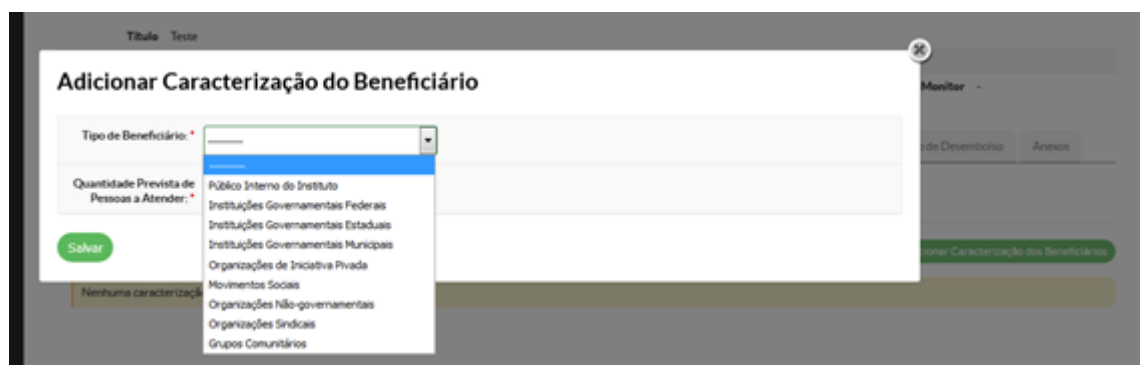 Título Teste
Adicionar Caracterização do Beneficiário
Monitor -
Tipo de Beneficiário: *
---------
de Desembolso Anexos
---------
Quantidade Prevista de
Pessoas a Atender: *
Público Interno do Instituto
Instituições Governamentais Federais
Instituições Governamentais Estaduais
Instituições Governamentais Municipais
Organizações de Iniciativa Pivada
Movimentos Sociais
Organizações Não-governamentais
Organizações Sindicais
Grupos Comunitários
Salvar
Caracterização dos Beneficiários
Nenhuma